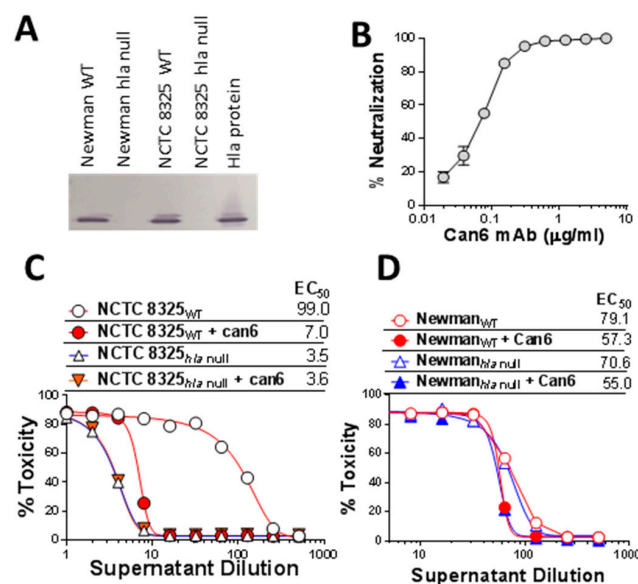 A
Newman WT
Newman hla null
NCTC 8325 WT
NCTC 8325 hla null
Hla protein
B
% Neutralization
100
80
60
40
20
0
0.01
0.1
1
10
Can6 mAb (μg/ml)
C
EC50
NCTC 8325WT 99.0
NCTC 8325WT + can6 7.0
NCTC 8325hla null 3.5
NCTC 8325hla null + can6 3.6
% Toxicity
100
80
60
40
20
0
1
10
100
1000
Supernatant Dilution
D
EC50
NewmanWT 79.1
NewmanWT + Can6 57.3
Newmanhla null 70.6
Newmanhla null + Can6 55.0
% Toxicity
100
80
60
40
20
0
10
100
1000
Supernatant Dilution